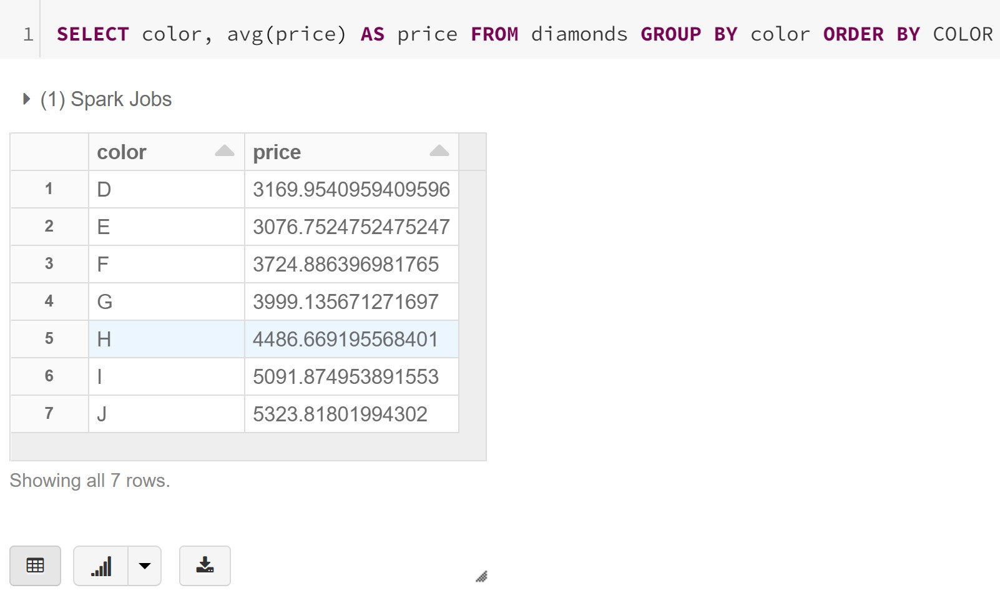 1 SELECT color, avg(price) AS price FROM diamonds GROUP BY color ORDER BY COLOR
(1) Spark Jobs
color price
1 D 3169.9540959409596
2 E 3076.7524752475247
3 F 3724.886396981765
4 G 3999.135671271697
5 H 4486.669195568401
6 I 5091.874953891553
7 J 5323.81801994302
Showing all 7 rows.